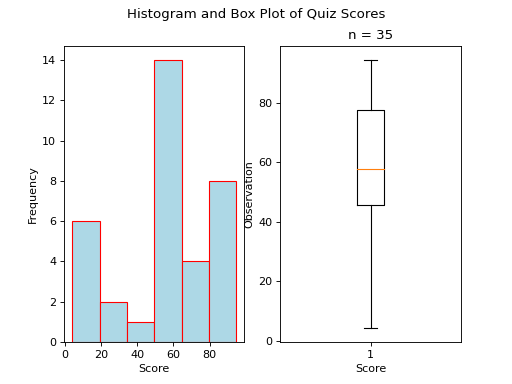 Histogram and Box Plot of Quiz Scores
n = 35
14
12
10
8
6
4
2
0
Frequency
0 20 40 60 80
Score
80
60
40
20
0
Observation
1
Score